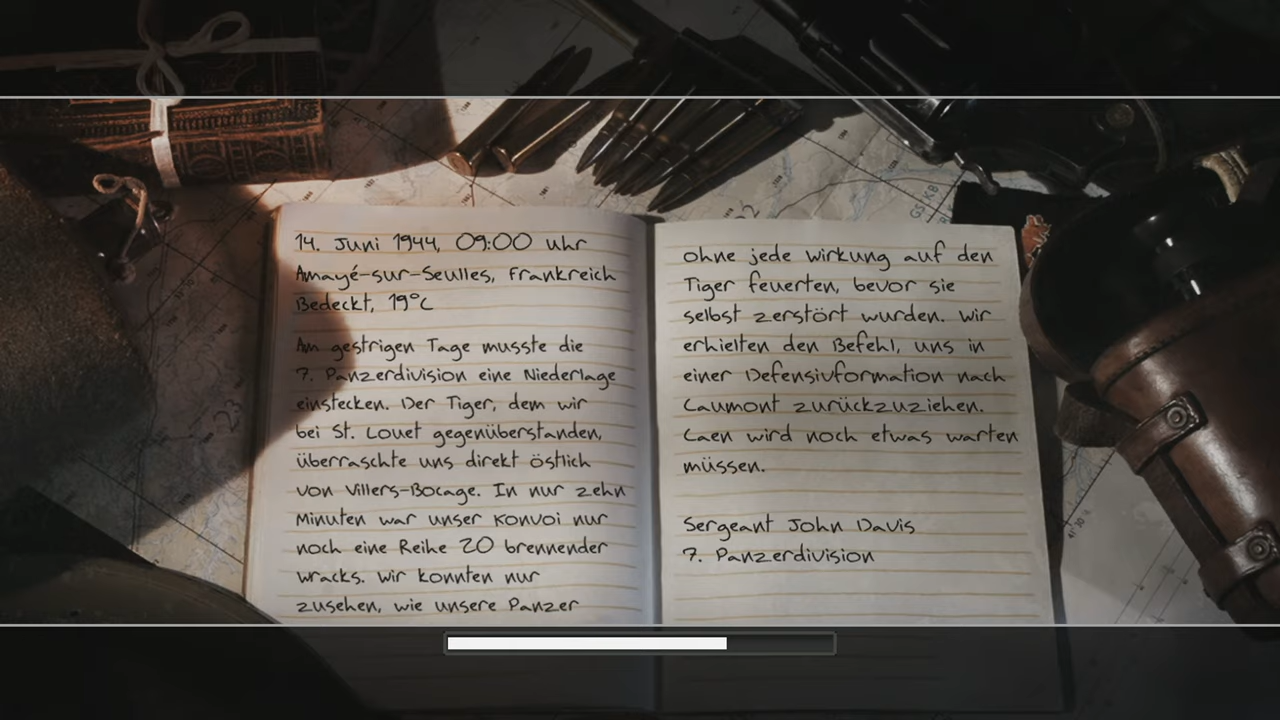 14. Juni 1944, 09:00 Uhr
Amayé-sur-Seulles, Frankreich
Bedeckt, 19°C
Am gestrigen Tage musste die
7. Panzerdivision eine Niederlage
einstecken. Der Tiger, dem wir
bei St. Louet gegenüberstanden,
überraschte uns direkt östlich
von Villers-Bocage. In nur zehn
Minuten war unser Konvoi nur
noch eine Reihe 20 brennender
Wracks. Wir konnten nur
zusehen, wie unsere Panzer
ohne jede Wirkung auf den
Tiger feuerten, bevor sie
selbst zerstört wurden. Wir
erhielten den Befehl, uns in
einer Defensivformation nach
Caumont zurückzuziehen.
Caen wird noch etwas warten
müssen.
Sergeant John Davis
7. Panzerdivision